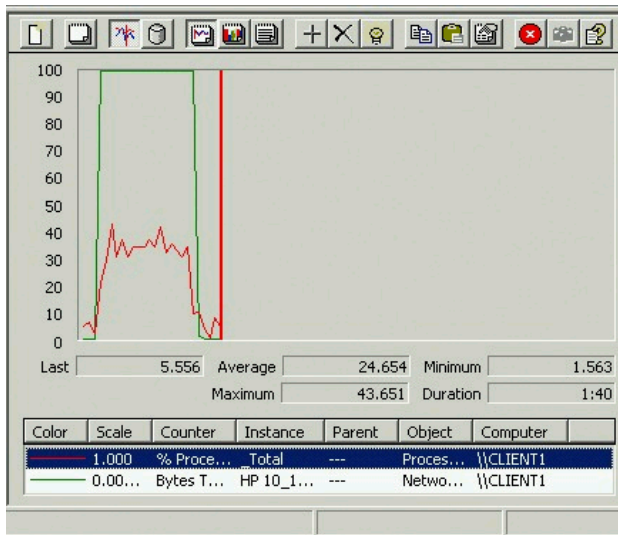 100
90
80
70
60
50
40
30
20
10
0
Last 5.556 Average 24.654 Minimum 1.563
Maximum 43.651 Duration 1:40
Color Scale Counter Instance Parent Object Computer
1.000 % Proce... _Total --- Proces... \\CLIENT1
0.00... Bytes T... HP 10_1... --- Netwo... \\CLIENT1